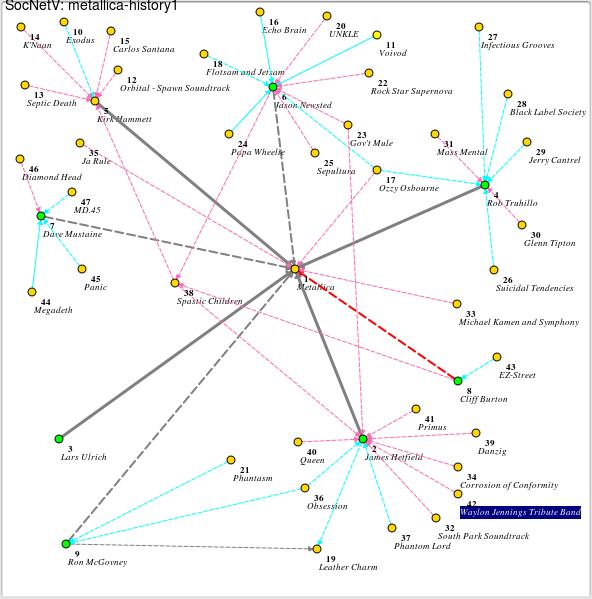 SocNetV: metallica-history1
14
K'Naan
10
Exodus
15
Carlos Santana
16
Echo Brain
20
UNKLE
11
Voivod
27
Infectious Grooves
18
Flotsam and Jetsam
12
Orbital - Spawn Soundtrack
22
Rock Star Supernova
13
Septic Death
5
Kirk Hammett
6
Jason Newsted
28
Black Label Society
24
Papa Wheelie
23
Gov't Mule
31
Mass Mental
29
Jerry Cantrel
35
Ja Rule
25
Sepultura
46
Diamond Head
17
Ozzy Osbourne
4
Rob Truhillo
47
MD.45
7
Dave Mustaine
30
Glenn Tipton
45
Panic
1
Metallica
26
Suicidal Tendencies
44
Megadeth
38
Spastic Children
33
Michael Kamen and Symphony
43
EZ-Street
8
Cliff Burton
41
Primus
3
Lars Ulrich
2
James Hetfield
39
Danzig
40
Queen
21
Phantasm
34
Corrosion of Conformity
36
Obsession
42
Waylon Jennings Tribute Band
32
South Park Soundtrack
37
Phantom Lord
9
Ron McGovney
19
Leather Charm